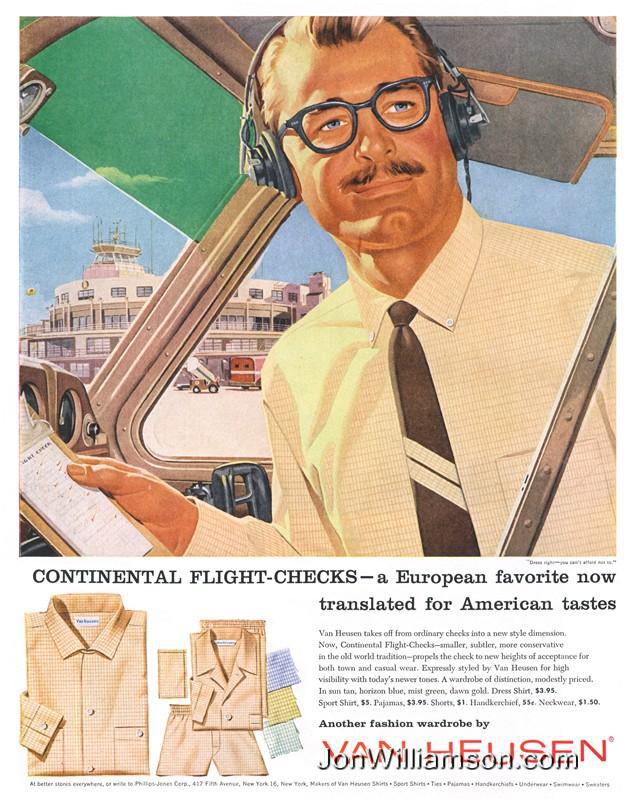 IGHT CHECK
"Dress right—you can't afford not to."
CONTINENTAL FLIGHT-CHECKS—a European favorite now
translated for American tastes
Van Heusen takes off from ordinary checks into a new style dimension.
Now, Continental Flight-Checks—smaller, subtler, more conservative
in the old world tradition—propels the check to new heights of acceptance for
both town and casual wear. Expressly styled by Van Heusen for high
visibility with today's newer tones. A wardrobe of distinction, modestly priced.
In sun tan, horizon blue, mist green, dawn gold. Dress Shirt, $3.95.
Sport Shirt, $5. Pajamas, $3.95. Shorts, $1. Handkerchief, 55¢. Neckwear, $1.50.
Van Heusen
Another fashion wardrobe by
VAN HEUSEN®
JonWilliamson.com
At better stores everywhere, or write to Phillips-Jones Corp., 417 Fifth Avenue, New York 16, New York, Makers of Van Heusen Shirts • Sport Shirts • Ties • Pajamas • Handkerchiefs • Underwear • Swimwear • Sweaters